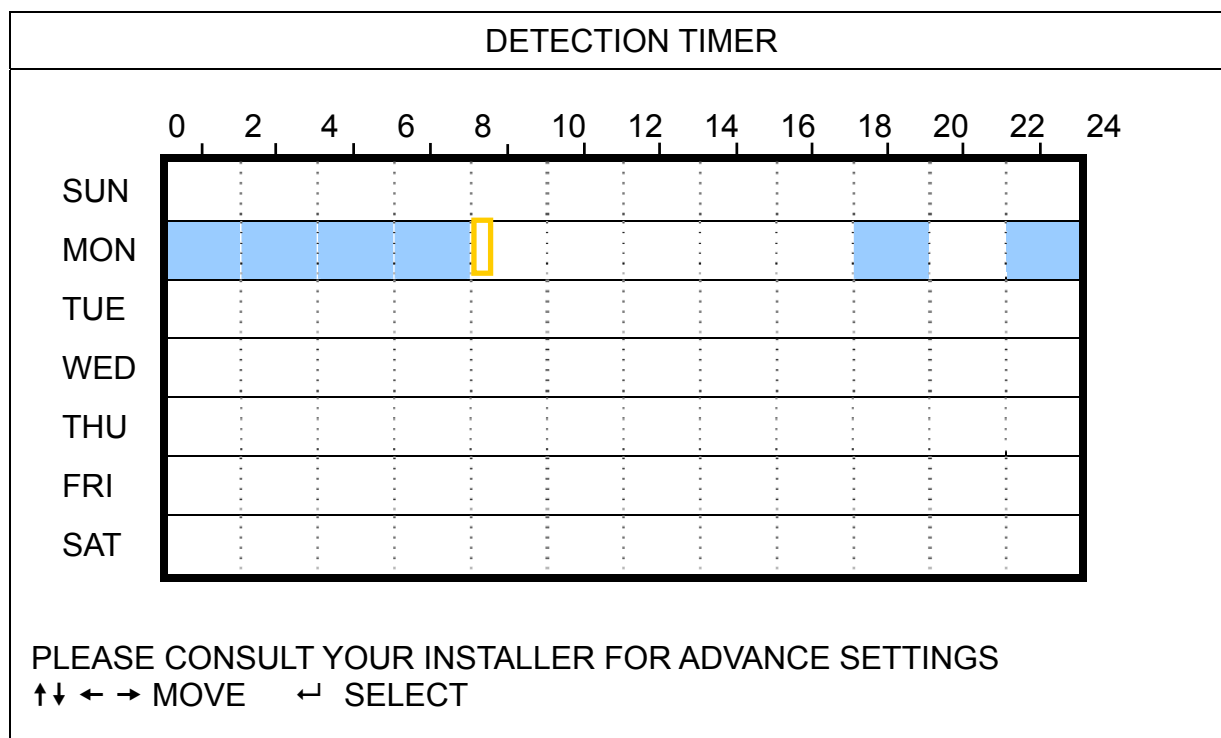 DETECTION TIMER
0 2 4 6 8 10 12 14 16 18 20 22 24
SUN
MON
TUE
WED
THU
FRI
SAT
PLEASE CONSULT YOUR INSTALLER FOR ADVANCE SETTINGS
↑↓ ← → MOVE ↵ SELECT